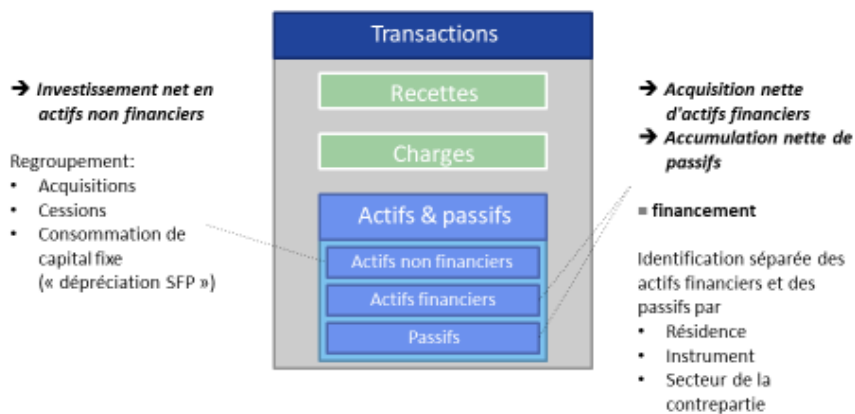 Transactions
➔ Investissement net en
actifs non financiers
Regroupement:
• Acquisitions
• Cessions
• Consommation de
capital fixe
(« dépréciation SFP »)
Recettes
Charges
Actifs & passifs
Actifs non financiers
Actifs financiers
Passifs
➔ Acquisition nette
d'actifs financiers
➔ Accumulation nette de
passifs
= financement
Identification séparée des
actifs financiers et des
passifs par
• Résidence
• Instrument
• Secteur de la
contrepartie